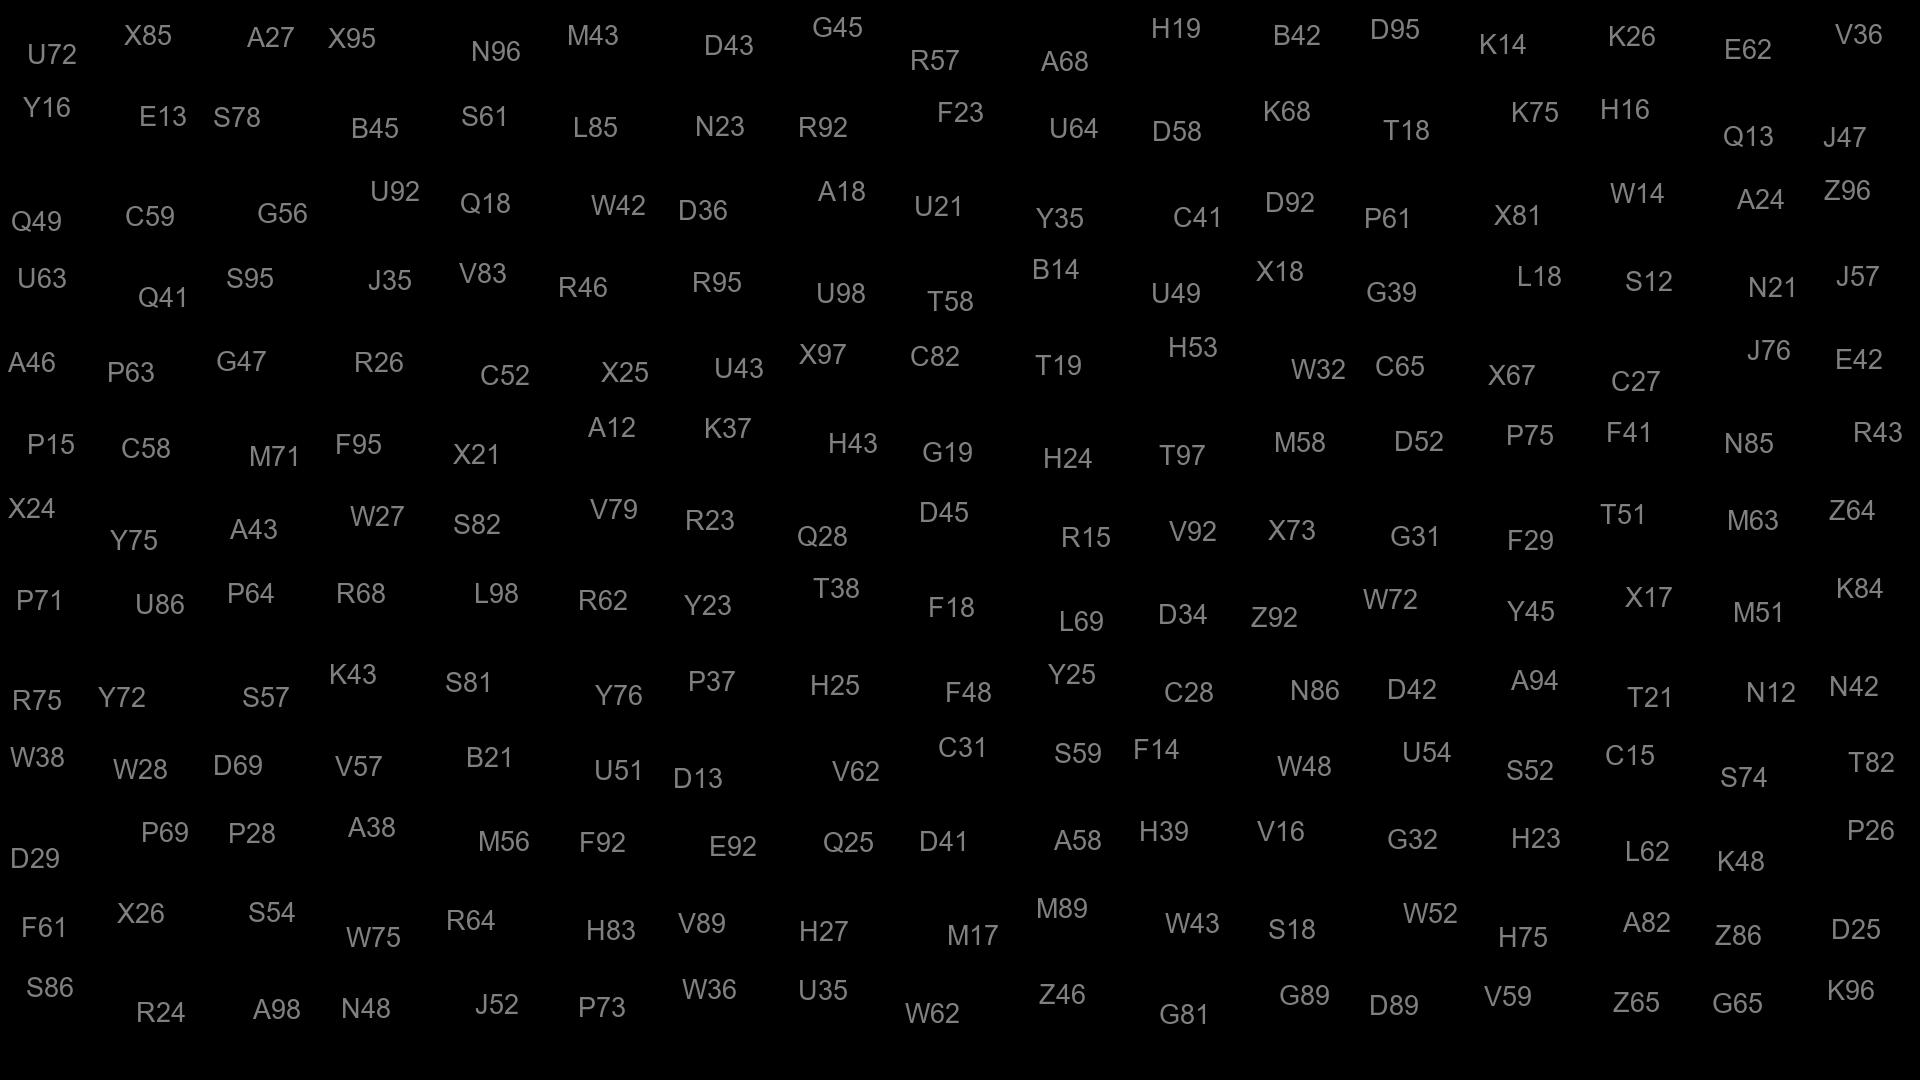 U72 X85 A27 X95 N96 M43 D43 G45 R57 A68 H19 B42 D95 K14 K26 E62 V36
Y16 E13 S78 B45 S61 L85 N23 R92 F23 U64 D58 K68 T18 K75 H16 Q13 J47
Q49 C59 G56 U92 Q18 W42 D36 A18 U21 Y35 C41 D92 P61 X81 W14 A24 Z96
U63 Q41 S95 J35 V83 R46 R95 U98 T58 B14 U49 X18 G39 L18 S12 N21 J57
A46 P63 G47 R26 C52 X25 U43 X97 C82 T19 H53 W32 C65 X67 C27 J76 E42
P15 C58 M71 F95 X21 A12 K37 H43 G19 H24 T97 M58 D52 P75 F41 N85 R43
X24 Y75 A43 W27 S82 V79 R23 Q28 D45 R15 V92 X73 G31 F29 T51 M63 Z64
P71 U86 P64 R68 L98 R62 Y23 T38 F18 L69 D34 Z92 W72 Y45 X17 M51 K84
R75 Y72 S57 K43 S81 Y76 P37 H25 F48 Y25 C28 N86 D42 A94 T21 N12 N42
W38 W28 D69 V57 B21 U51 D13 V62 C31 S59 F14 W48 U54 S52 C15 S74 T82
D29 P69 P28 A38 M56 F92 E92 Q25 D41 A58 H39 V16 G32 H23 L62 K48 P26
F61 X26 S54 W75 R64 H83 V89 H27 M17 M89 W43 S18 W52 H75 A82 Z86 D25
S86 R24 A98 N48 J52 P73 W36 U35 W62 Z46 G81 G89 D89 V59 Z65 G65 K96